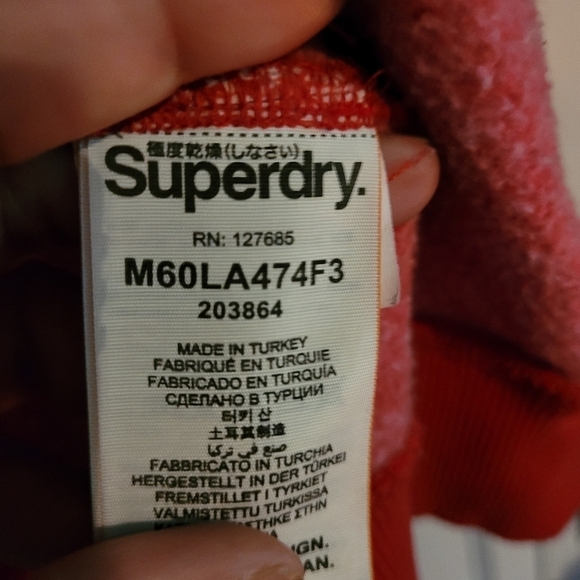 極度乾燥(しなさい)
Superdry.
RN: 127685
M60LA474F3
203864
MADE IN TURKEY
FABRIQUÉ EN TURQUIE
FABRICADO EN TURQUÍA
СДЕЛАНО В ТУРЦИИ
터키 산
土耳其制造
صنع في تركيا
FABBRICATO IN TURCHIA
HERGESTELLT IN DER TÜRKEI
FREMSTILLET I TYRKIET
VALMISTETTU TURKISSA
ΣΤΗΝ